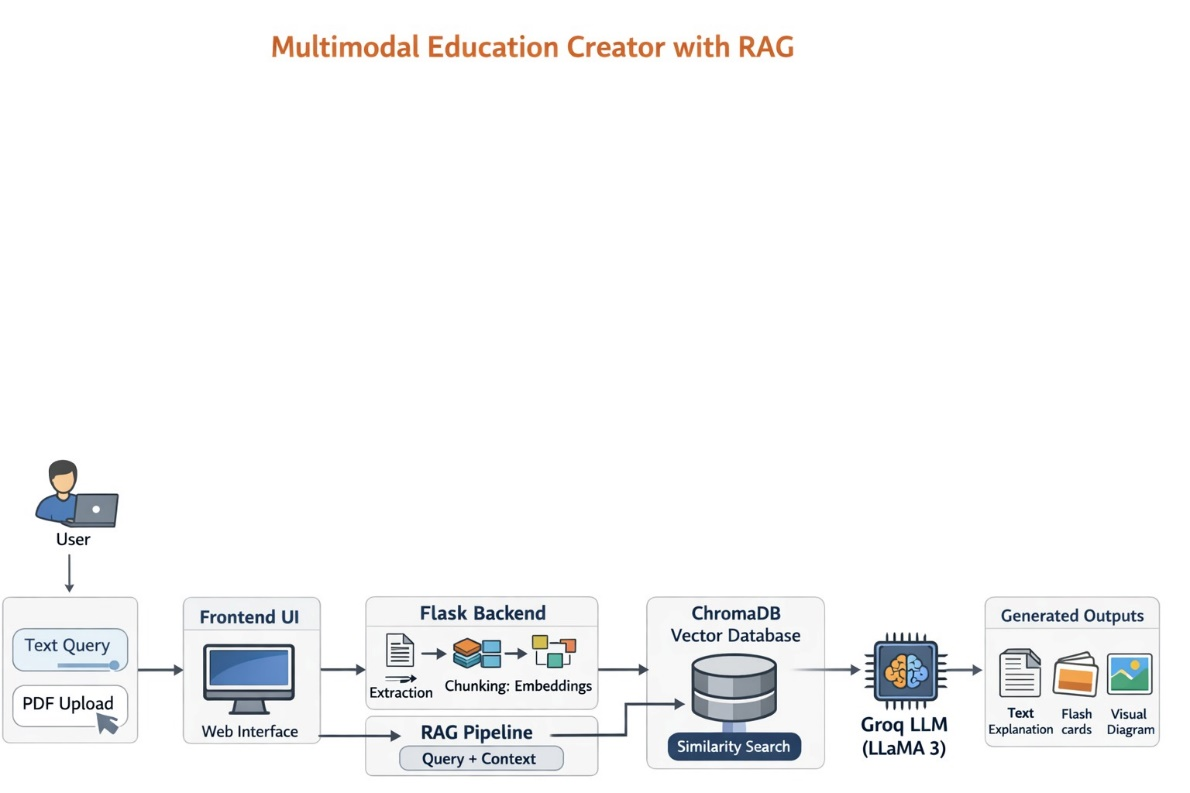 Multimodal Education Creator with RAG
User
Text Query
PDF Upload
Frontend UI
Web Interface
Flask Backend
Extraction
Chunking: Embeddings
RAG Pipeline
Query + Context
ChromaDB
Vector Database
Similarity Search
Groq LLM
(LLaMA 3)
Generated Outputs
Text
Explanation
Flash
cards
Visual
Diagram